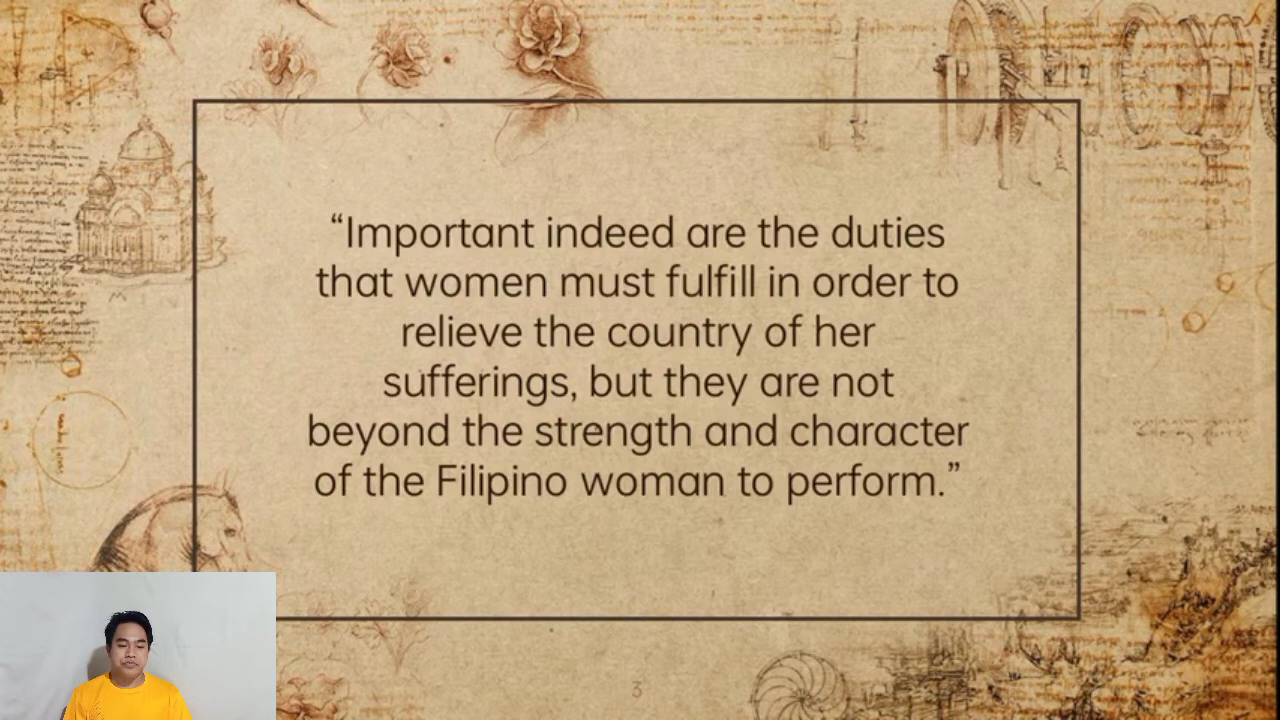 “Important indeed are the duties
that women must fulfill in order to
relieve the country of her
sufferings, but they are not
beyond the strength and character
of the Filipino woman to perform.”
3